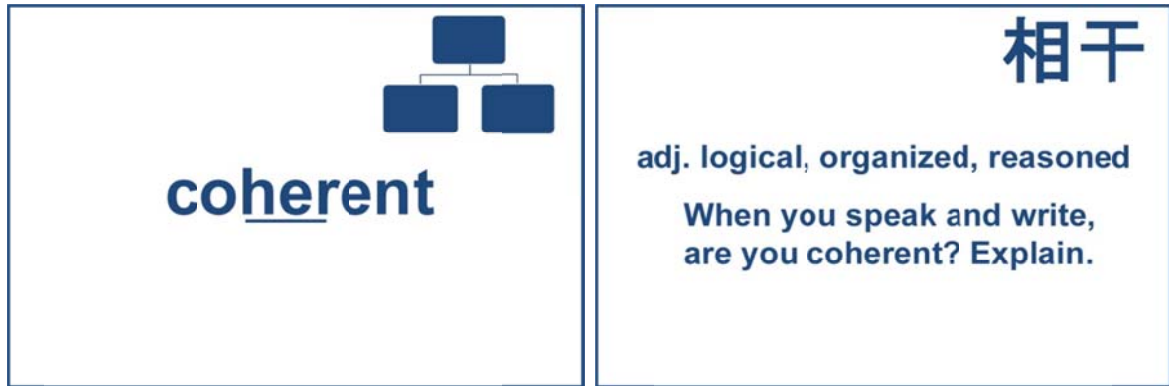 coherent
相干
adj. logical, organized, reasoned
When you speak and write,
are you coherent? Explain.